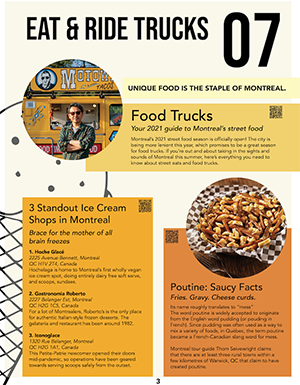 EAT & RIDE TRUCKS
07
MOTOWN
TACOS
UNIQUE FOOD IS THE STAPLE OF MONTREAL.
Food Trucks
Your 2021 guide to Montreal's street food
Montreal's 2021 street food season is officially open! The city is
being more lenient this year, which promises to be a great season
for food trucks. If you're out and about taking in the sights and
sounds of Montreal this summer, here's everything you need to
know about street eats and food trucks.
3 Standout Ice Cream
Shops in Montreal
Brace for the mother of all
brain freezes
1. Hoche Glacé
2225 Avenue Bennett, Montreal
QC H1V 2T4, Canada
Hochelaga is home to Montreal's first wholly vegan
ice cream spot, doing entirely dairy free soft serve,
and scoops, sundaes.
2. Gastronomia Roberto
2227 Belanger Est, Montreal
QC H2G 1C5, Canada
For a lot of Montrealers, Roberto's is the only place
for authentic Italian style frozen desserts. The
gelateria and restaurant has been around 1982.
3. Iconoglace
1320 Rue Bélanger, Montreal
QC H2G 1A1, Canada
This Petite-Patrie newcomer opened their doors
mid-pandemic, so operations have been geared
towards serving scoops safely from the outset.
Poutine: Saucy Facts
Fries. Gravy. Cheese curds.
Its name roughly translates to "mess"
The word poutine is widely accepted to originate
from the English word pudding (or pouding in
French). Since pudding was often used as a way to
mix a variety of foods, in Québec, the term poutine
became a French-Canadian slang word for mess.
Montreal tour guide Thom Seivewright claims
that there are at least three rural towns within a
few kilometres of Warwick, QC that claim to have
created poutine.
3